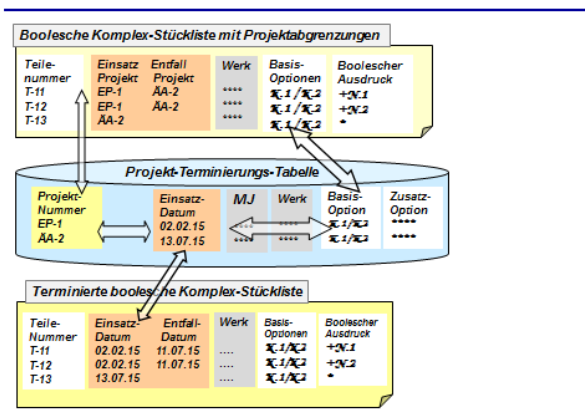 Boolesche Komplex-Stückliste mit Projektabgrenzungen
Teile- Einsatz Entfall Werk Basis- Boolescher
nummer Projekt Projekt Optionen Ausdruck
T-11 EP-1 ÄA-2 **** K.1/K.2 +N.1
T-12 EP-1 ÄA-2 **** K.1/K.2 +N.2
T-13 ÄA-2 **** K.1/K.2 *
Projekt-Terminierungs-Tabelle
Projekt- Einsatz- MJ Werk Basis- Zusatz-
Nummer Datum Option Option
EP-1 02.02.15 **** **** K.1/K.2 ****
ÄA-2 13.07.15 **** **** K.1/K.2 ****
Terminierte boolesche Komplex-Stückliste
Teile- Einsatz- Entfall- Werk Basis- Boolescher
Nummer Datum Datum Optionen Ausdruck
T-11 02.02.15 11.07.15 .... K.1/K.2 +N.1
T-12 02.02.15 11.07.15 .... K.1/K.2 +N.2
T-13 13.07.15 .... K.1/K.2 *